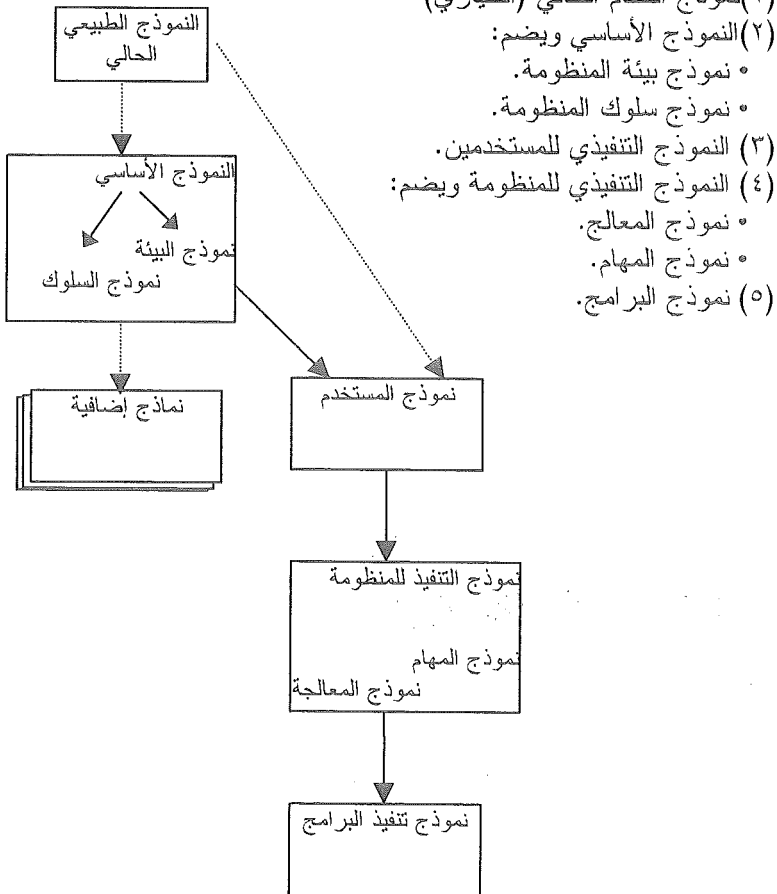 (٢)النموذج الأساسي ويضم:
• نموذج بيئة المنظومة.
• نموذج سلوك المنظومة.
(٣) النموذج التنفيذي للمستخدمين.
(٤) النموذج التنفيذي للمنظومة ويضم:
• نموذج المعالج.
• نموذج المهام.
(٥) نموذج البرامج.
النموذج الطبيعي
الحالي
النموذج الأساسي
نموذج البيئة
نموذج السلوك
نماذج إضافية
نموذج المستخدم
نموذج التنفيذ للمنظومة
نموذج المهام
نموذج المعالجة
نموذج تنفيذ البرامج